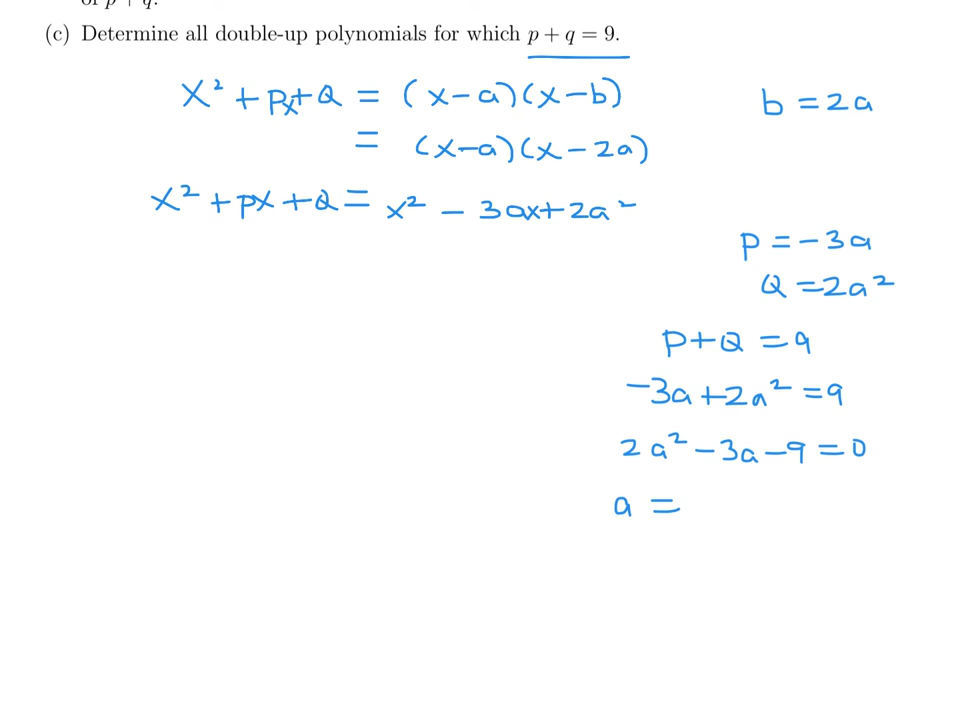 of p + q.
(c) Determine all double-up polynomials for which p + q = 9.
x² + px + Q = (x-a)(x-b)
b = 2a
= (x-a)(x-2a)
x² + px + Q = x² - 3ax + 2a²
p = -3a
Q = 2a²
p+Q = 9
-3a + 2a² = 9
2a² - 3a - 9 = 0
a =